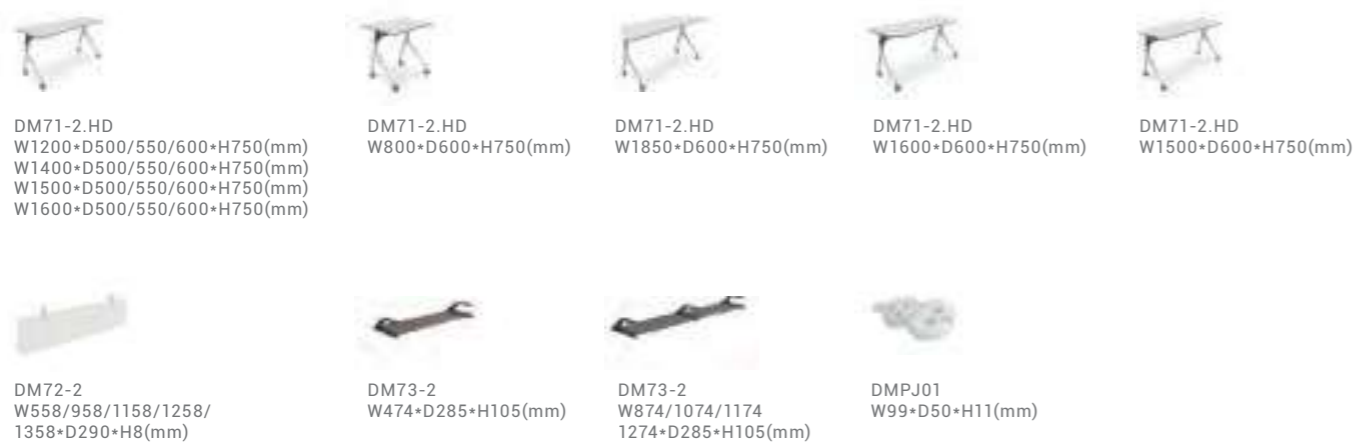 DM71-2.HD
W1200*D500/550/600*H750(mm)
W1400*D500/550/600*H750(mm)
W1500*D500/550/600*H750(mm)
W1600*D500/550/600*H750(mm)
DM71-2.HD
W800*D600*H750(mm)
DM71-2.HD
W1850*D600*H750(mm)
DM71-2.HD
W1600*D600*H750(mm)
DM71-2.HD
W1500*D600*H750(mm)
DM72-2
W558/958/1158/1258/
1358*D290*H8(mm)
DM73-2
W474*D285*H105(mm)
DM73-2
W874/1074/1174
1274*D285*H105(mm)
DMPJ01
W99*D50*H11(mm)